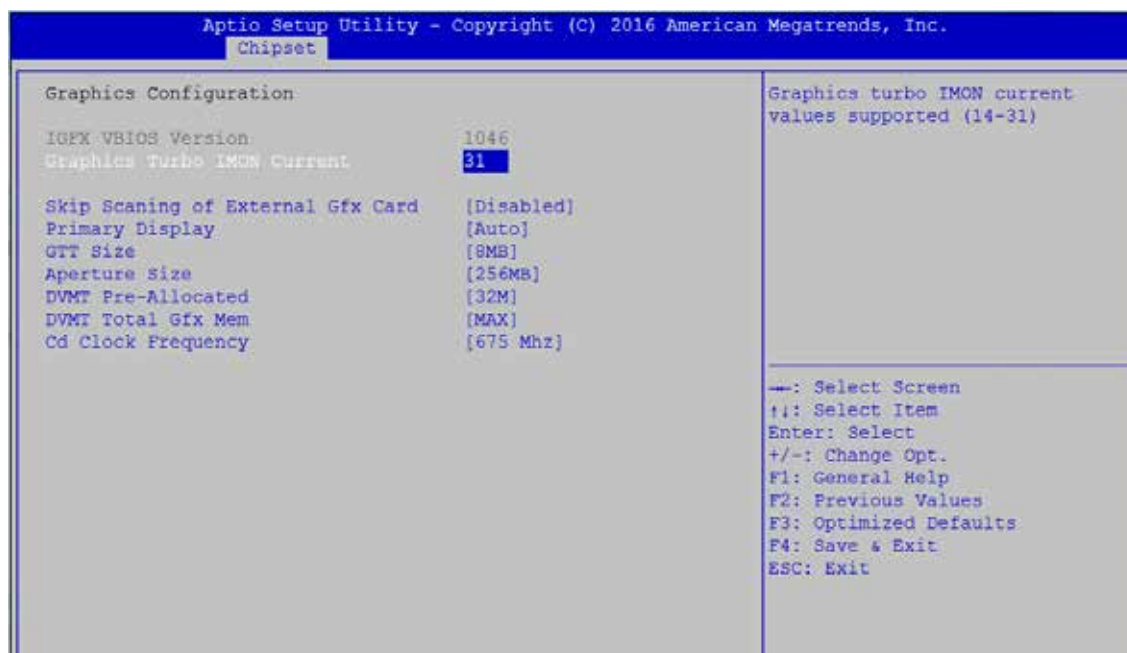 Aptio Setup Utility - Copyright (C) 2016 American Megatrends, Inc.
Chipset
Graphics Configuration
IGFX VBIOS Version 1046
Graphics Turbo IMON Current 31
Skip Scaning of External Gfx Card [Disabled]
Primary Display [Auto]
GTT Size [8MB]
Aperture Size [256MB]
DVMT Pre-Allocated [32M]
DVMT Total Gfx Mem [MAX]
Cd Clock Frequency [675 Mhz]
Graphics turbo IMON current
values supported (14-31)
→←: Select Screen
↑↓: Select Item
Enter: Select
+/-: Change Opt.
F1: General Help
F2: Previous Values
F3: Optimized Defaults
F4: Save & Exit
ESC: Exit